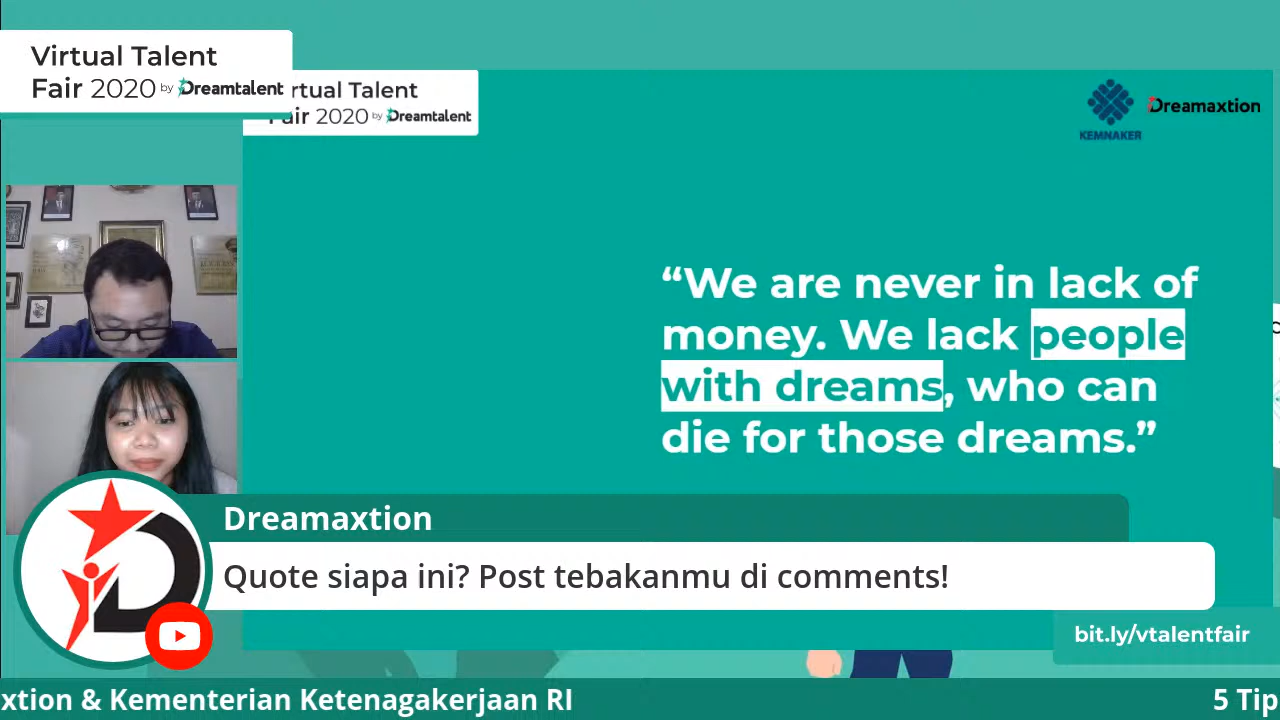 Virtual Talent
Fair 2020 by Dreamtalent
rtual Talent
Fair 2020 by Dreamtalent
KEMNAKER
Dreamaxtion
“We are never in lack of
money. We lack people
with dreams, who can
die for those dreams.”
Dreamaxtion
Quote siapa ini? Post tebakanmu di comments!
bit.ly/vtalentfair
xtion & Kementerian Ketenagakerjaan RI
5 Tip